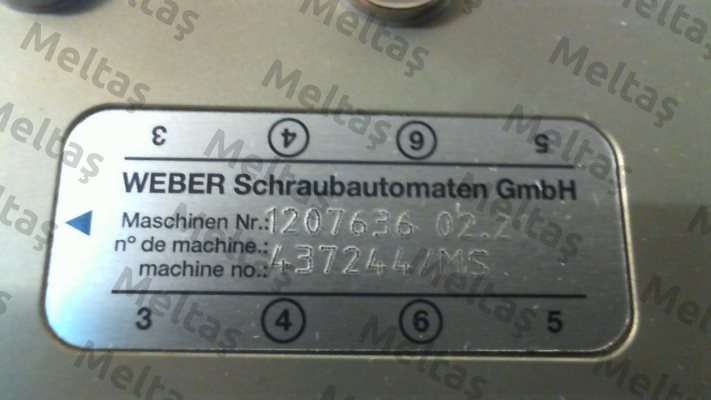 3 4 6 5
WEBER Schraubautomaten GmbH
Maschinen Nr.: 1207636 02.2
n° de machine.:
machine no.: 437244/MS
3 4 6 5
Meltaş